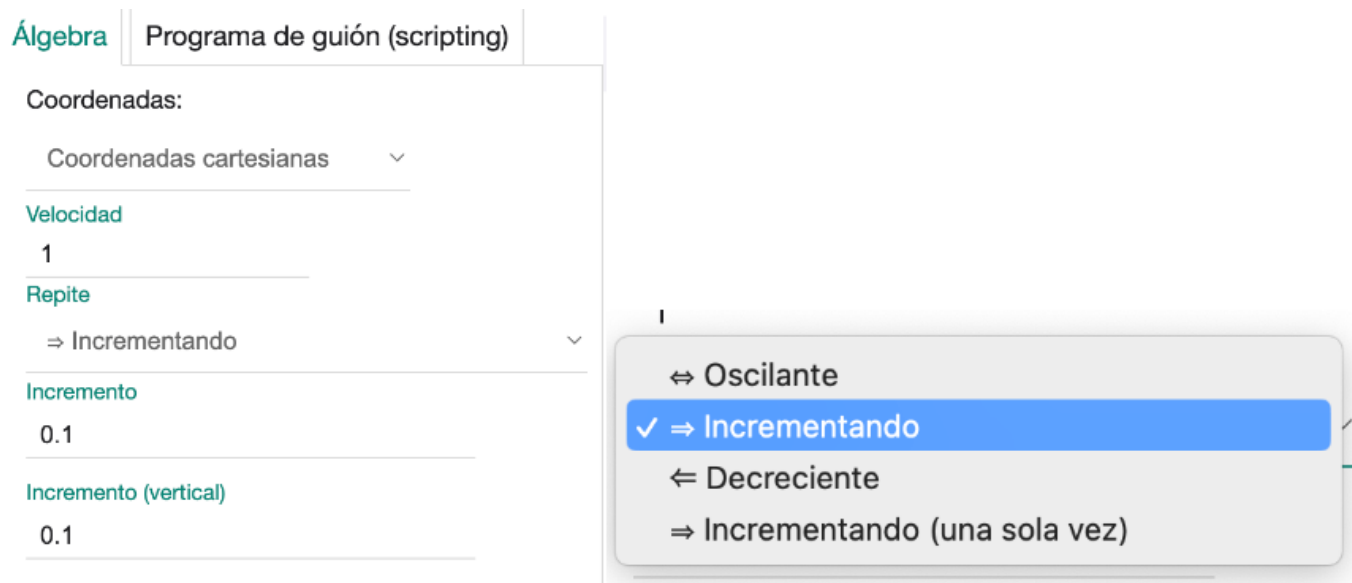 Álgebra
Programa de guión (scripting)
Coordenadas:
Coordenadas cartesianas
Velocidad
1
Repite
⇒ Incrementando
Incremento
0.1
Incremento (vertical)
0.1
⇔ Oscilante
✓ ⇒ Incrementando
⇐ Decreciente
⇒ Incrementando (una sola vez)